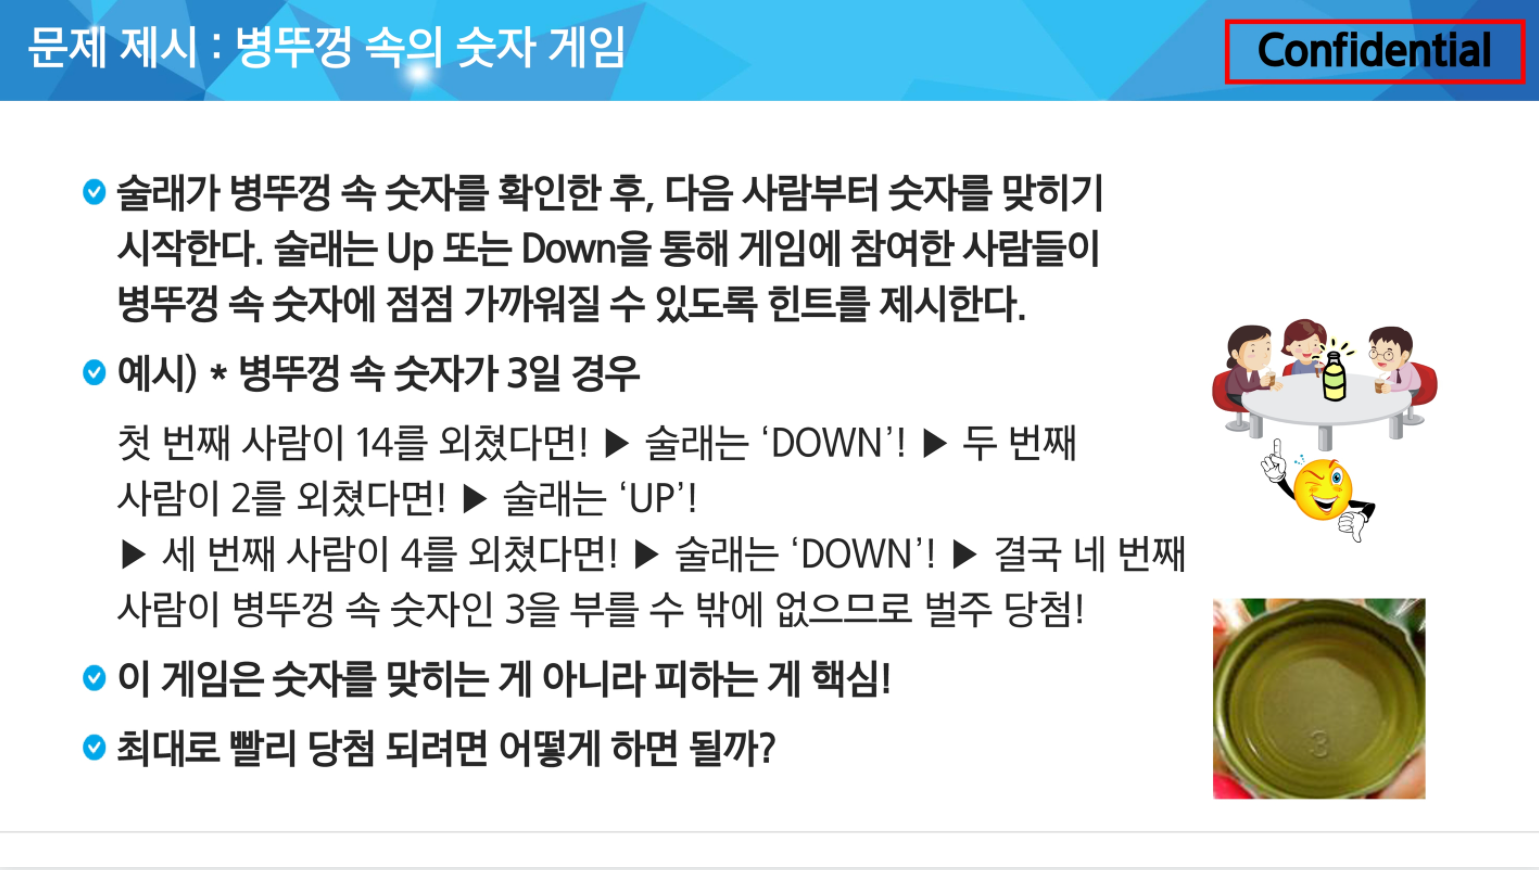 문제 제시 : 병뚜껑 속의 숫자 게임
Confidential
술래가 병뚜껑 속 숫자를 확인한 후, 다음 사람부터 숫자를 맞히기
시작한다. 술래는 Up 또는 Down을 통해 게임에 참여한 사람들이
병뚜껑 속 숫자에 점점 가까워질 수 있도록 힌트를 제시한다.
예시) * 병뚜껑 속 숫자가 3일 경우
첫 번째 사람이 14를 외쳤다면! ▶ 술래는 ‘DOWN’! ▶ 두 번째
사람이 2를 외쳤다면! ▶ 술래는 ‘UP’!
▶ 세 번째 사람이 4를 외쳤다면! ▶ 술래는 ‘DOWN’! ▶ 결국 네 번째
사람이 병뚜껑 속 숫자인 3을 부를 수 밖에 없으므로 벌주 당첨!
이 게임은 숫자를 맞히는 게 아니라 피하는 게 핵심!
최대로 빨리 당첨 되려면 어떻게 하면 될까?
3